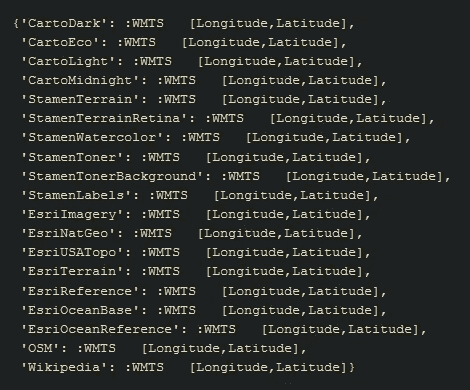 {'CartoDark': :WMTS   [Longitude,Latitude],
 'CartoEco': :WMTS   [Longitude,Latitude],
 'CartoLight': :WMTS   [Longitude,Latitude],
 'CartoMidnight': :WMTS   [Longitude,Latitude],
 'StamenTerrain': :WMTS   [Longitude,Latitude],
 'StamenTerrainRetina': :WMTS   [Longitude,Latitude],
 'StamenWatercolor': :WMTS   [Longitude,Latitude],
 'StamenToner': :WMTS   [Longitude,Latitude],
 'StamenTonerBackground': :WMTS   [Longitude,Latitude],
 'StamenLabels': :WMTS   [Longitude,Latitude],
 'EsriImagery': :WMTS   [Longitude,Latitude],
 'EsriNatGeo': :WMTS   [Longitude,Latitude],
 'EsriUSATopo': :WMTS   [Longitude,Latitude],
 'EsriTerrain': :WMTS   [Longitude,Latitude],
 'EsriReference': :WMTS   [Longitude,Latitude],
 'EsriOceanBase': :WMTS   [Longitude,Latitude],
 'EsriOceanReference': :WMTS   [Longitude,Latitude],
 'OSM': :WMTS   [Longitude,Latitude],
 'Wikipedia': :WMTS   [Longitude,Latitude]}